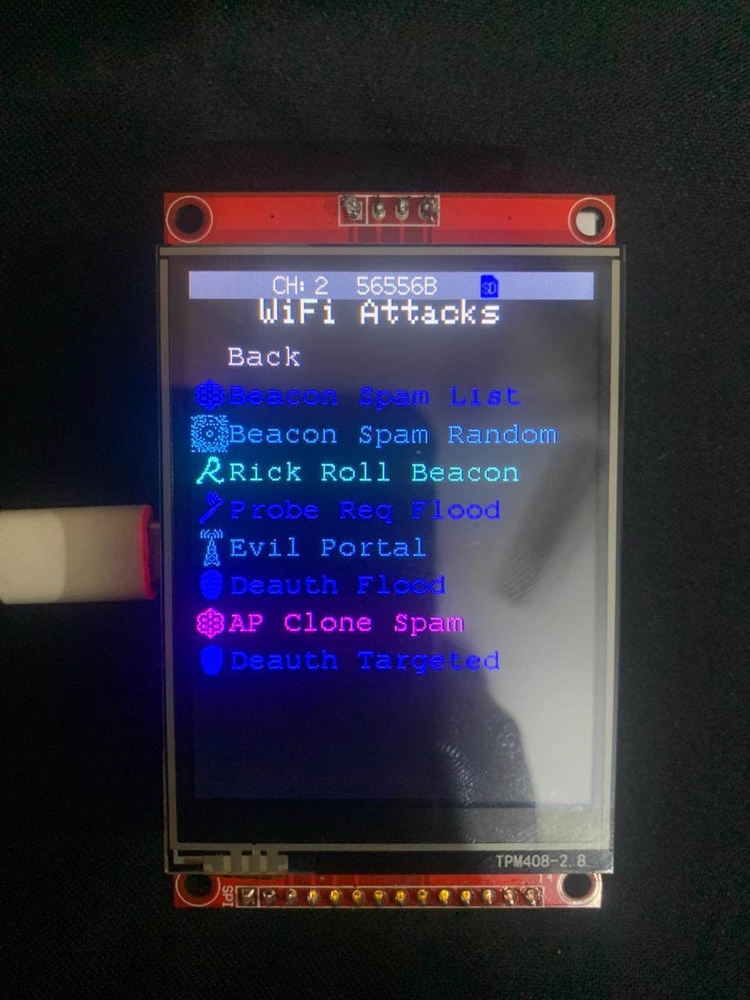 CH: 2 56556B SD
WiFi Attacks
Back
Beacon Spam List
Beacon Spam Random
Rick Roll Beacon
Probe Req Flood
Evil Portal
Deauth Flood
AP Clone Spam
Deauth Targeted
TPM408-2.8
14
SPI